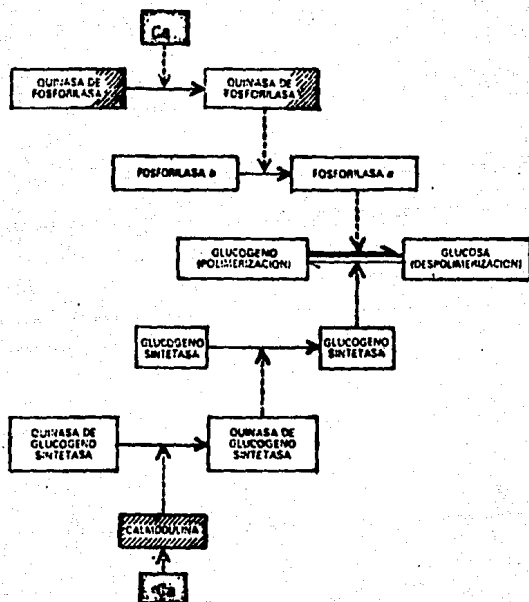 Ca
QUINASA DE
FOSFORILASA
QUINASA DE
FOSFORILASA
FOSFORILASA b
FOSFORILASA a
GLUCOGENO
(POLIMERIZACION)
GLUCOSA
(DESPOLIMERIZACION)
GLUCOGENO
SINTETASA
GLUCOGENO
SINTETASA
QUINASA DE
GLUCOGENO
SINTETASA
QUINASA DE
GLUCOGENO
SINTETASA
CALMODULINA
Ca